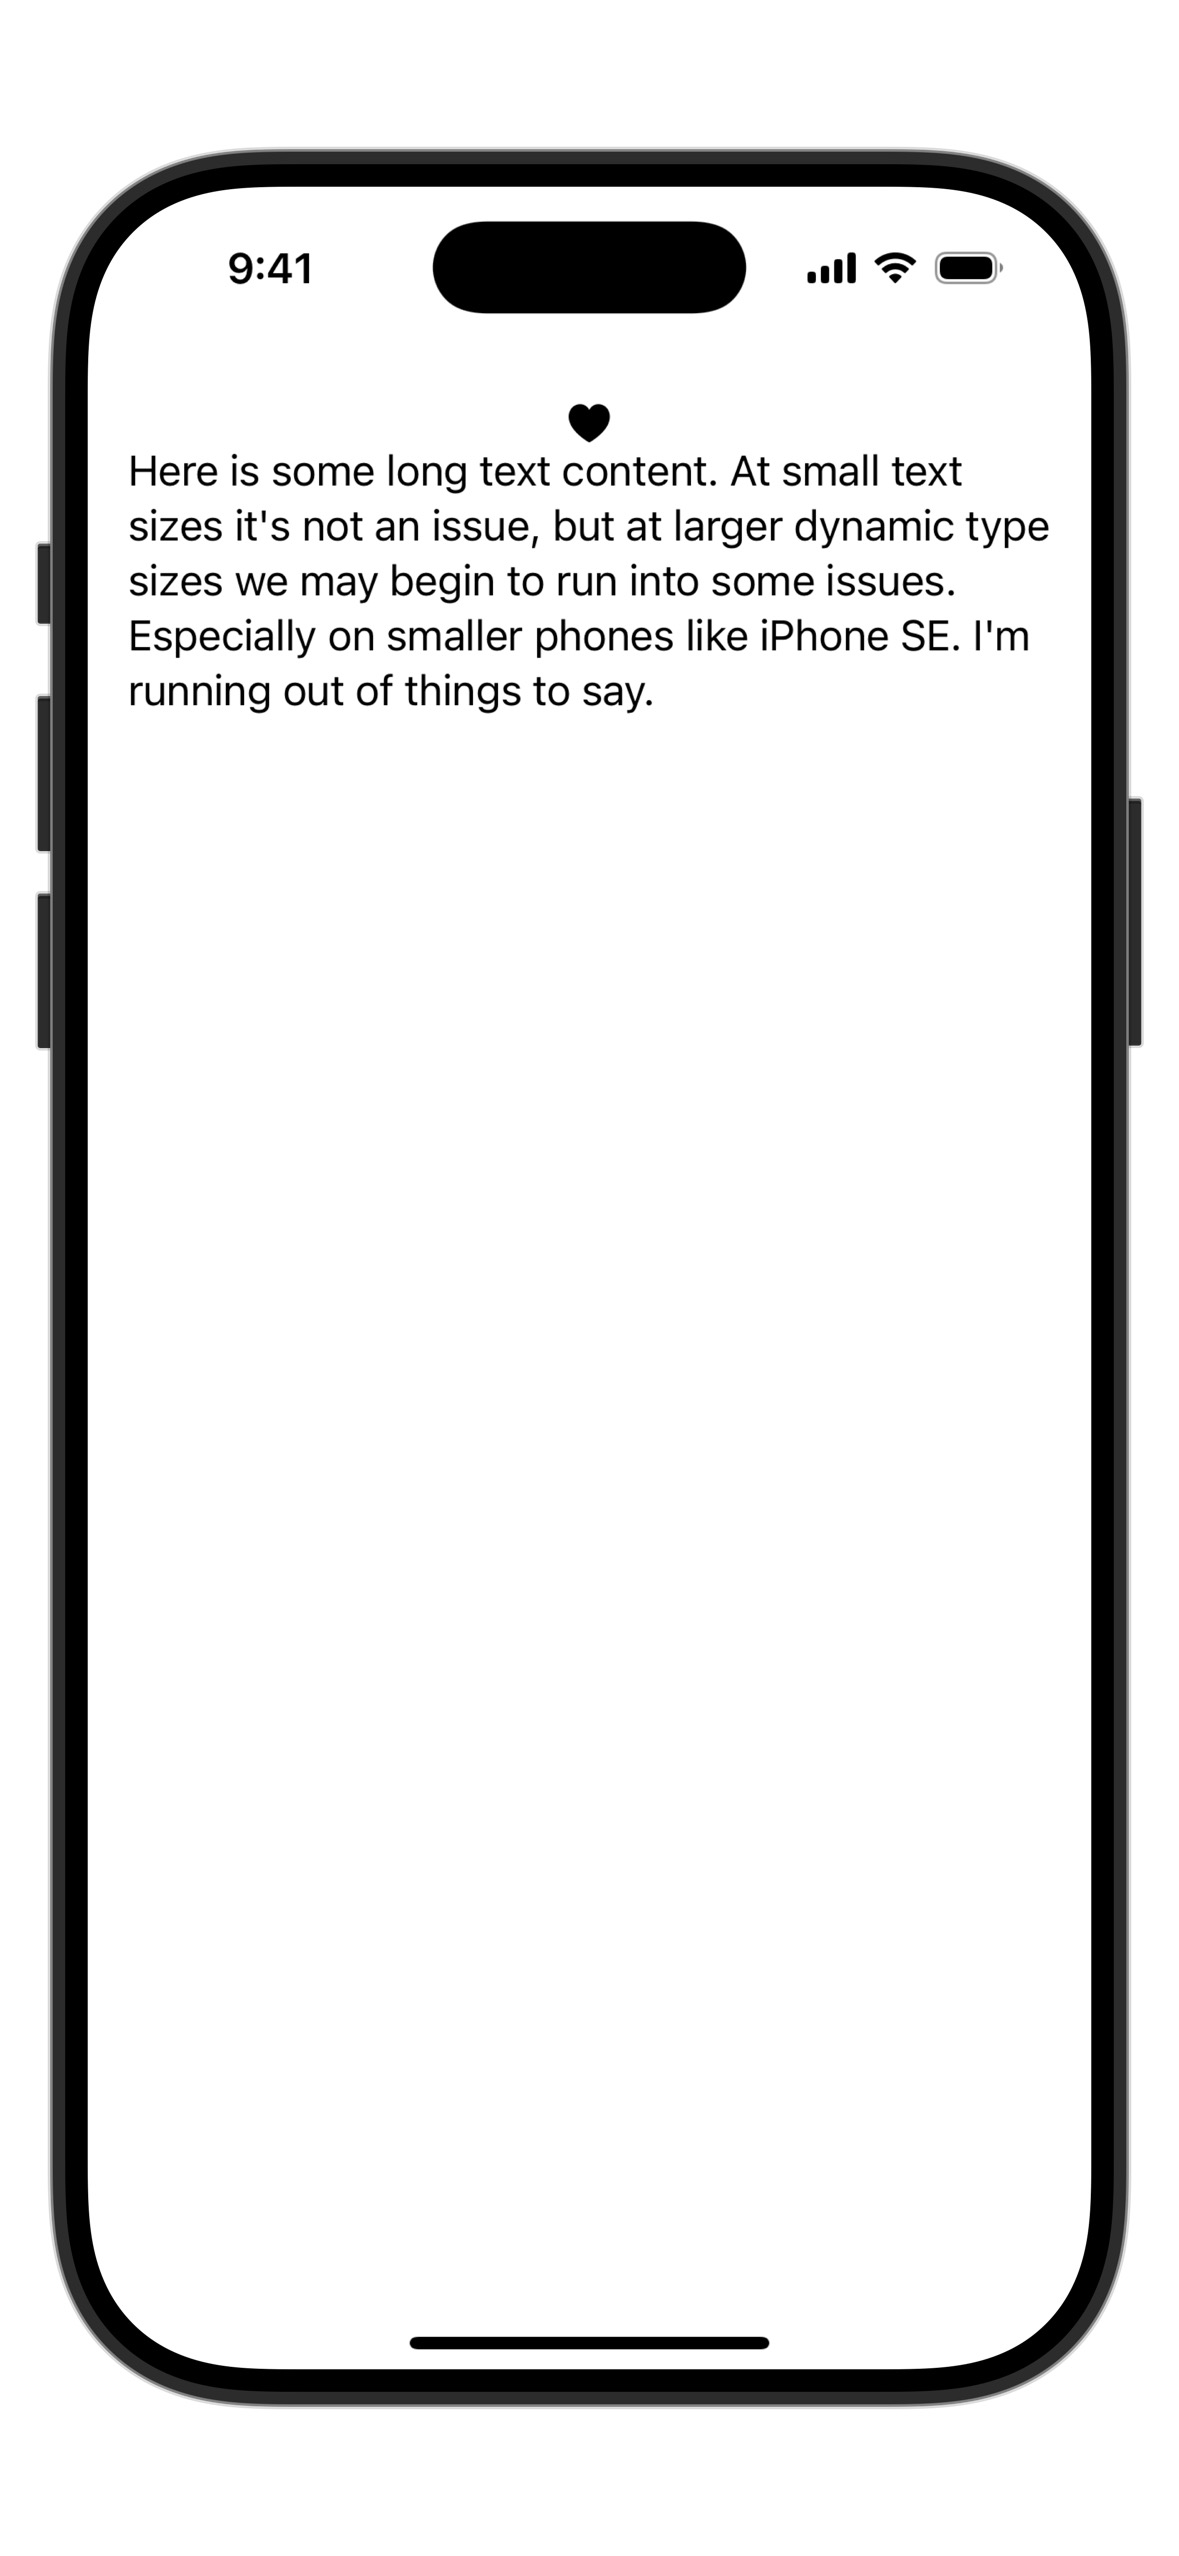 9:41
Here is some long text content. At small text
sizes it's not an issue, but at larger dynamic type
sizes we may begin to run into some issues.
Especially on smaller phones like iPhone SE. I'm
running out of things to say.